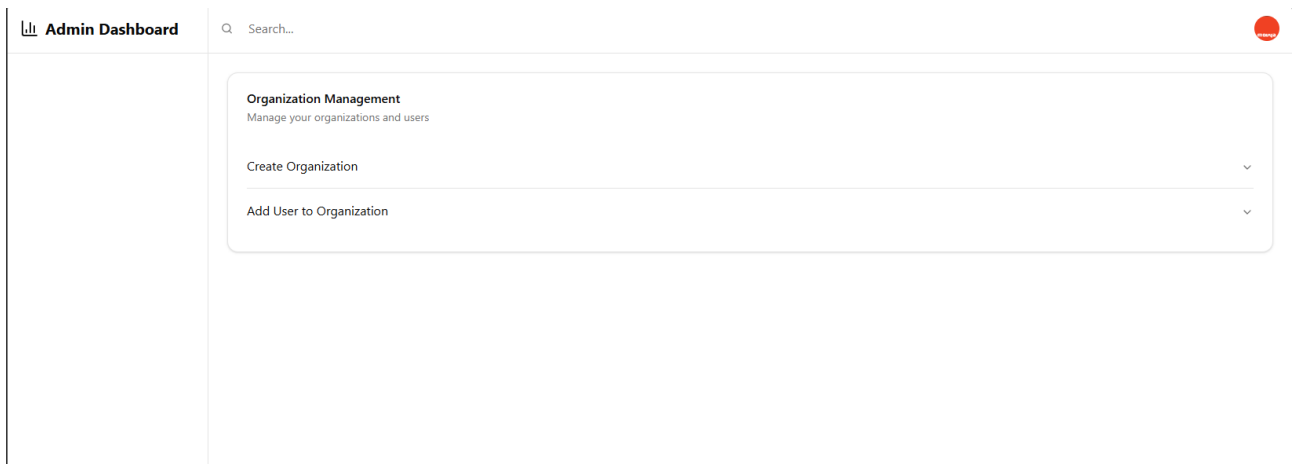 Admin Dashboard
Search...
Organization Management
Manage your organizations and users
Create Organization
Add User to Organization